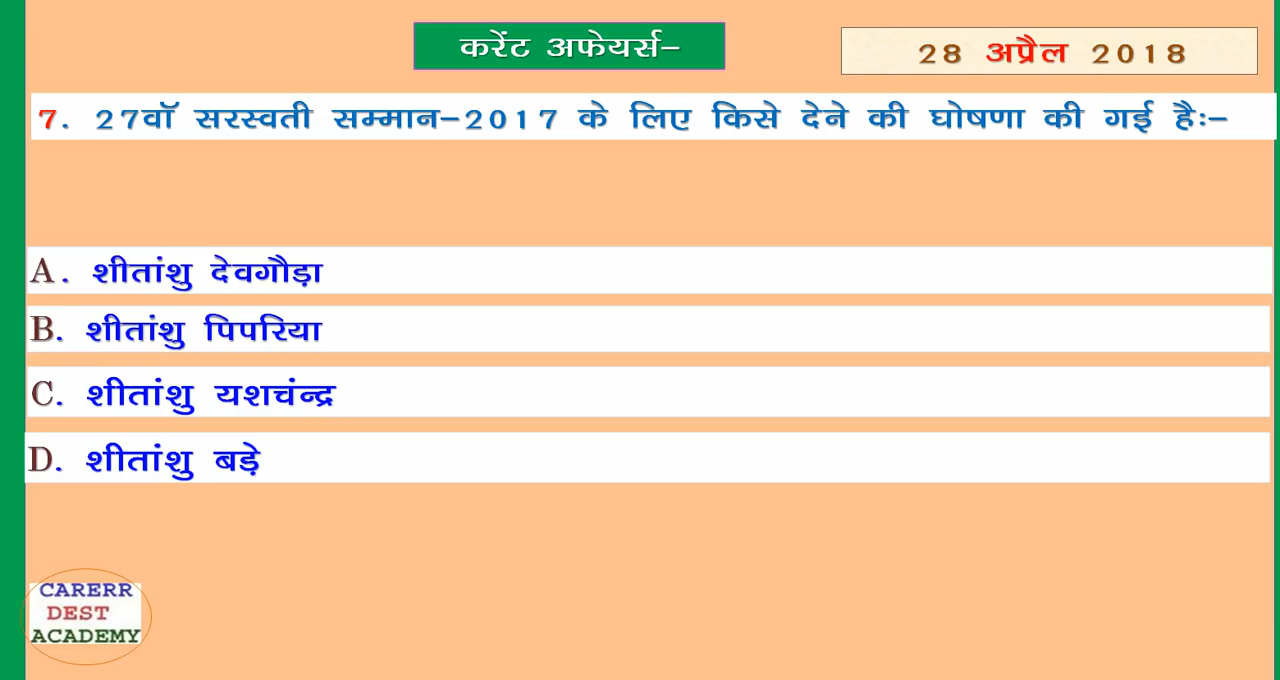 करेंट अफेयर्स–
28 अप्रैल 2018
7. 27वॉ सरस्वती सम्मान–2017 के लिए किसे देने की घोषणा की गई हैः–
A. शीतांशु देवगौड़ा
B. शीतांशु पिपरिया
C. शीतांशु यशचंन्द्र
D. शीतांशु बड़े
CARERR
DEST
ACADEMY